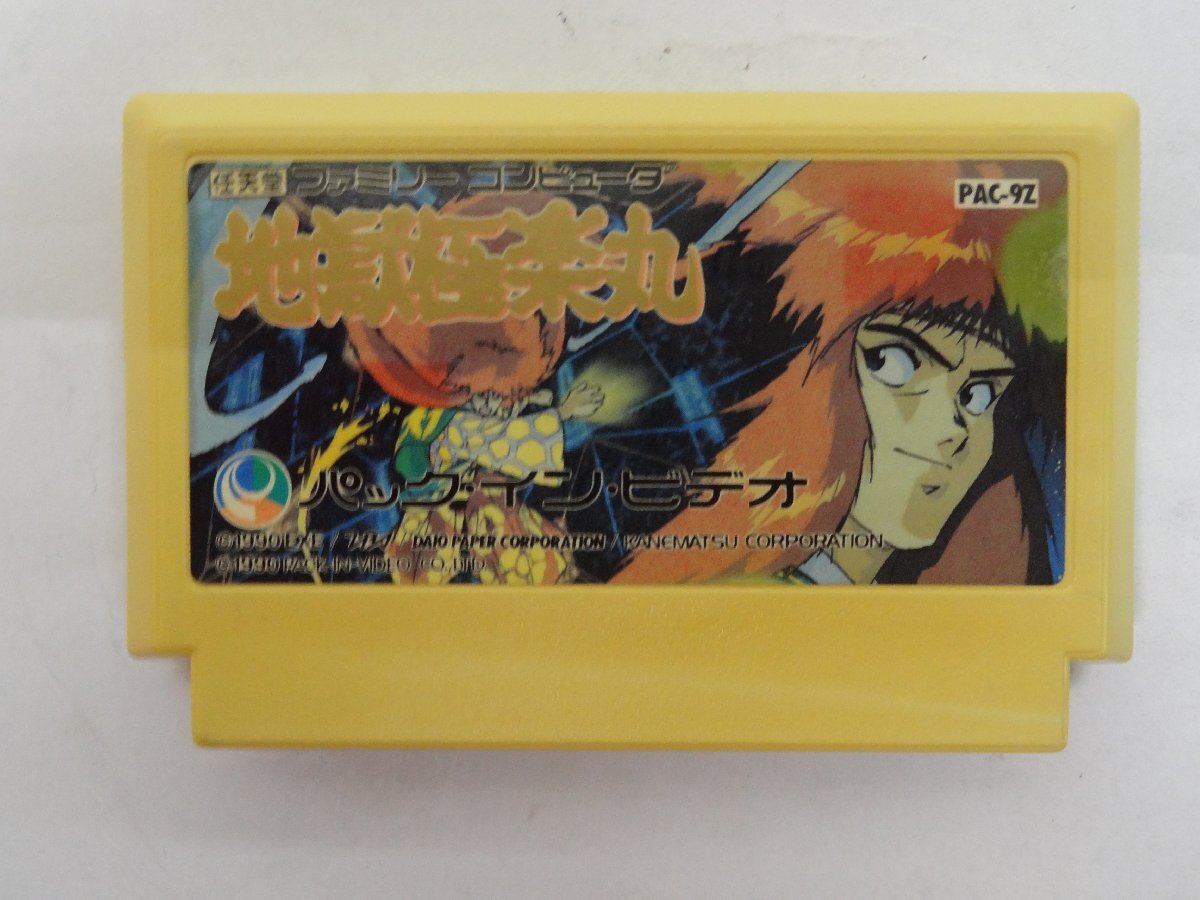 任天堂 ファミリーコンピュータ
PAC-9Z
地獄極楽丸
パック・イン・ビデオ
©1990 EXE / DAIO PAPER CORPORATION / KANEMATSU CORPORATION
©1990 PACK-IN-VIDEO CO., LTD.